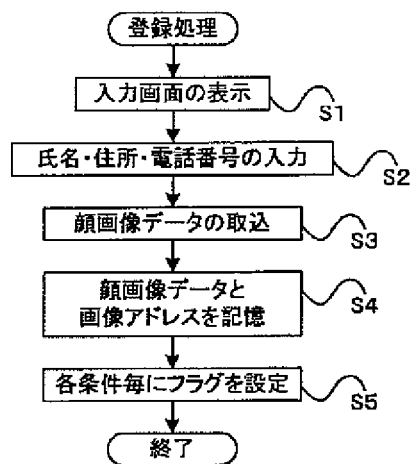 登録処理
入力画面の表示
S1
氏名・住所・電話番号の入力
S2
顔画像データの取込
S3
顔画像データと
画像アドレスを記憶
S4
各条件毎にフラグを設定
S5
終了